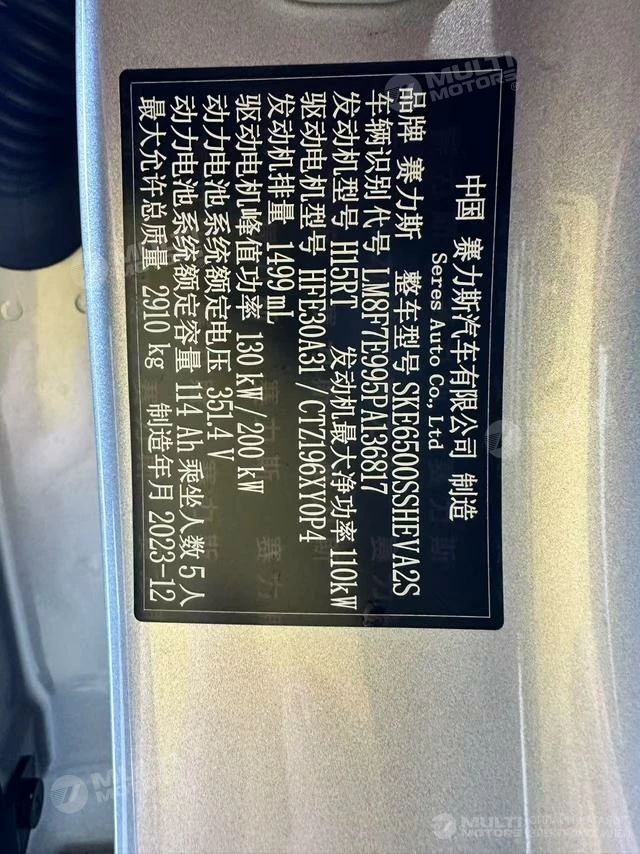 中国 赛力斯汽车有限公司 制造
Seres Auto Co., Ltd
品牌 赛力斯 整车型号 SKE6500SSHEVA2S
车辆识别代号 LM8F7E995PA136817
发动机型号 H15RT 发动机最大净功率 110kW
驱动电机型号 HFE30A31 / CTZ196XY0P4
发动机排量 1499 mL
驱动电机峰值功率 130 kW / 200 kW
动力电池系统额定电压 351.4 V
动力电池系统额定容量 114 Ah 乘坐人数 5 人
最大允许总质量 2910 kg 制造年月 2023-12
MULTI
MOTORS
MULTI
MOTORS